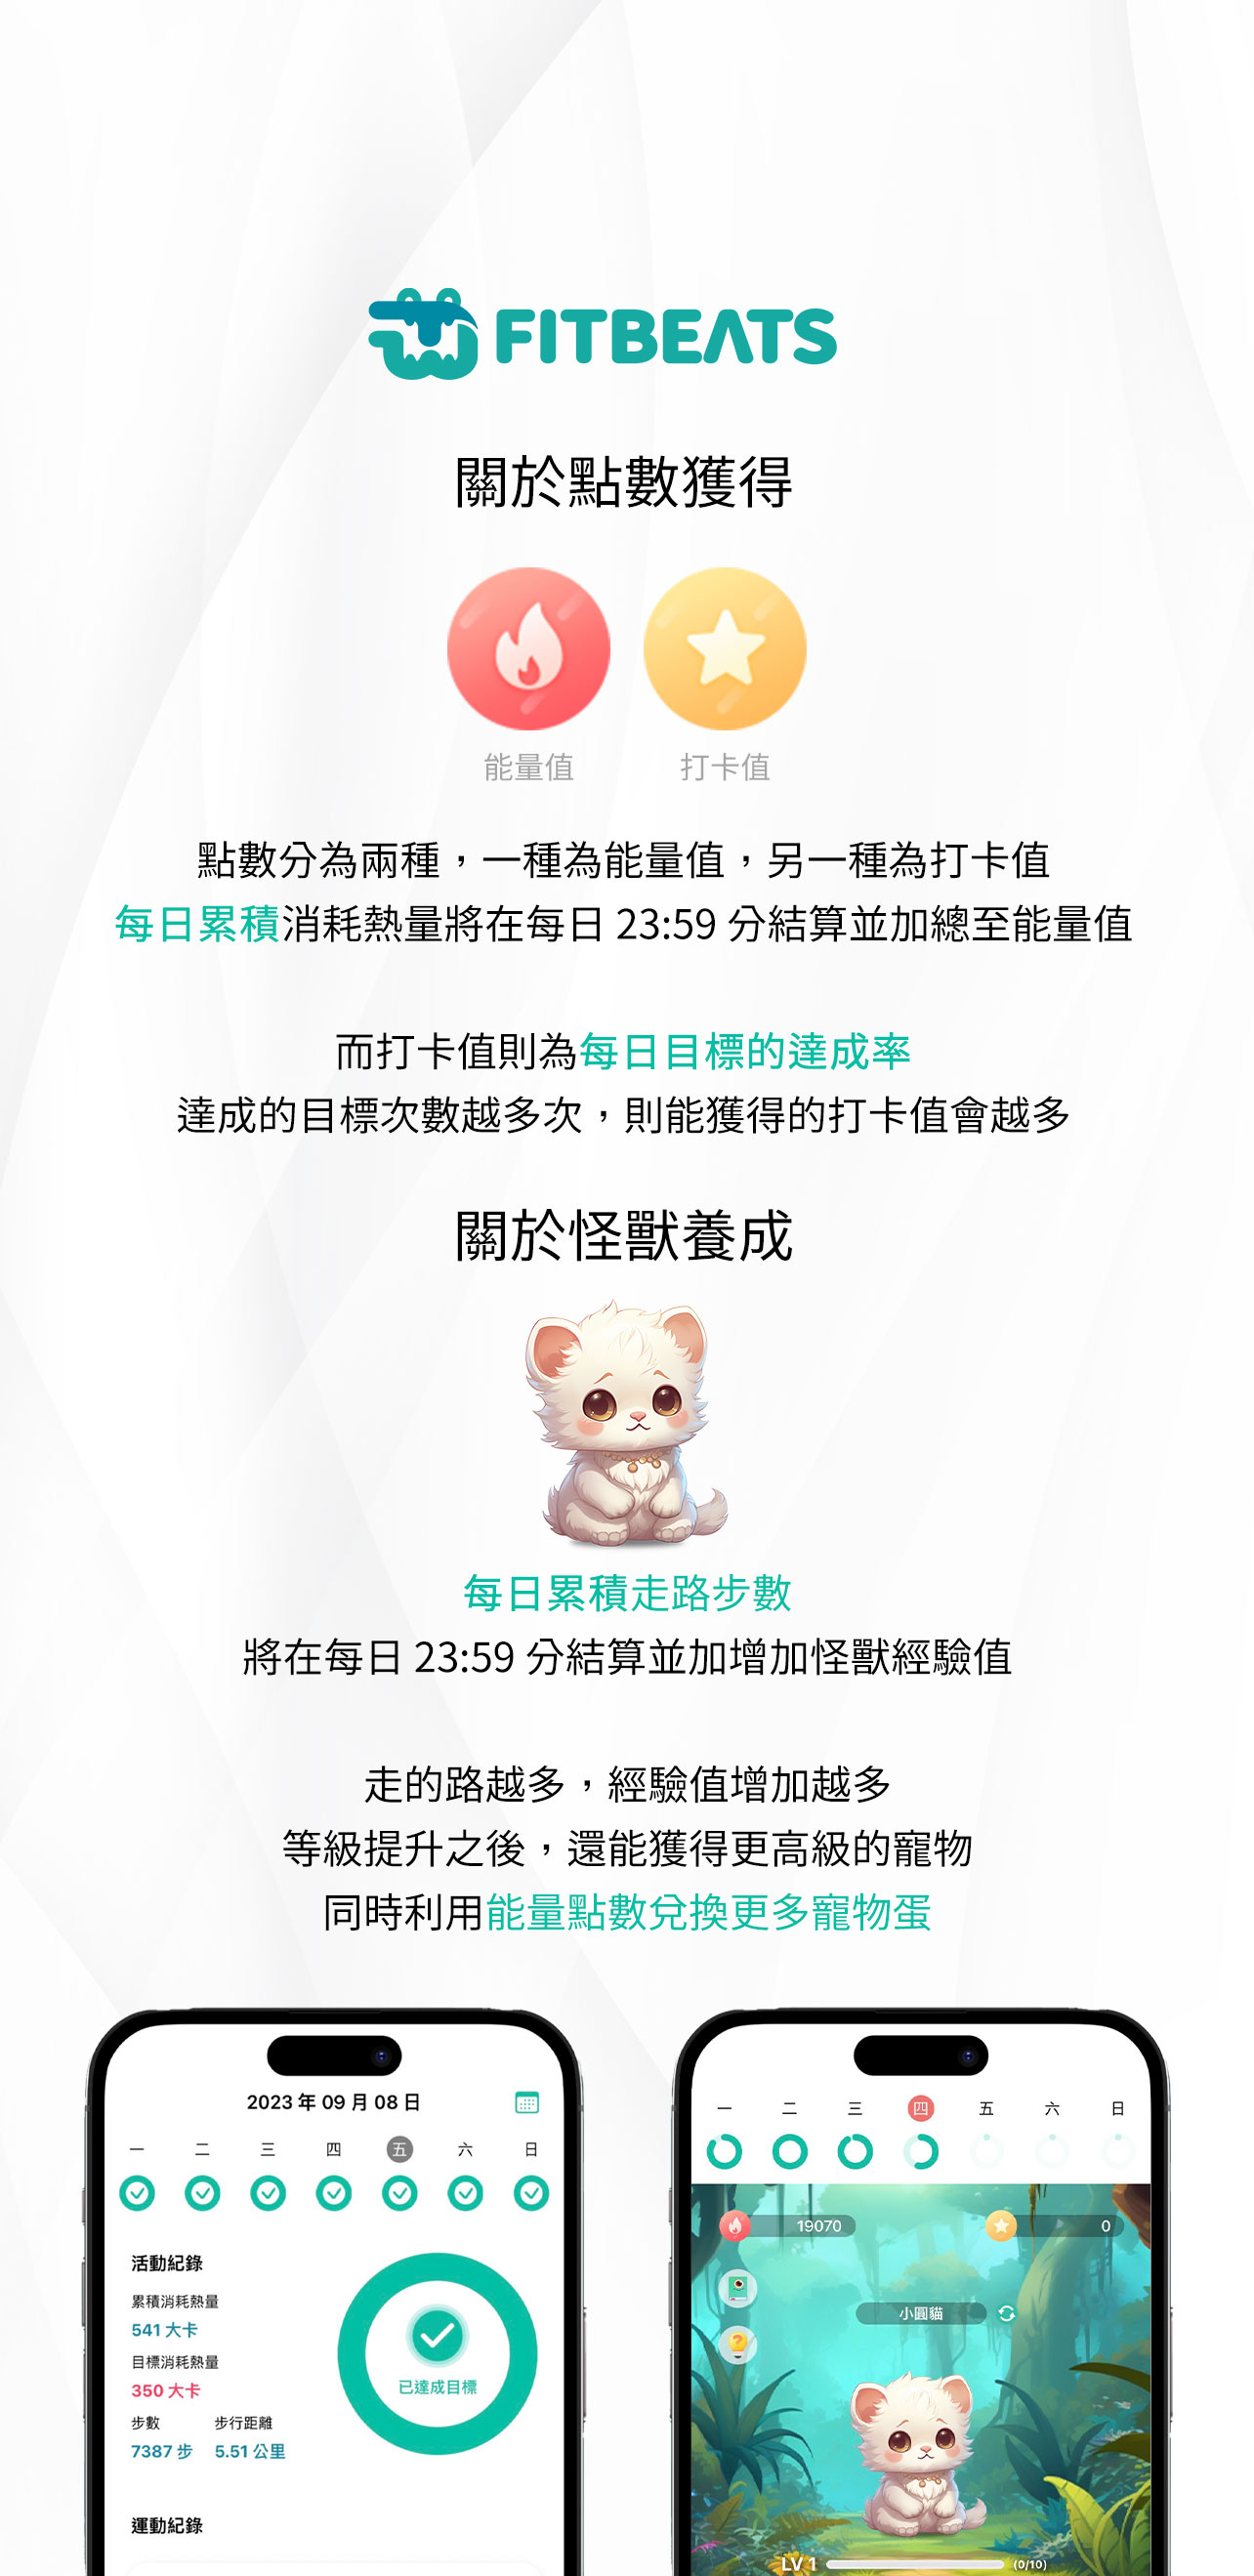 FITBEATS
關於點數獲得
能量值
打卡值
點數分為兩種，一種為能量值，另一種為打卡值
每日累積消耗熱量將在每日 23:59 分結算並加總至能量值
而打卡值則為每日目標的達成率
達成的目標次數越多次，則能獲得的打卡值會越多
關於怪獸養成
每日累積走路步數
將在每日 23:59 分結算並加增加怪獸經驗值
走的路越多，經驗值增加越多
等級提升之後，還能獲得更高級的寵物
同時利用能量點數兌換更多寵物蛋
2023 年 09 月 08 日
一 二 三 四 五 六 日
活動紀錄
累積消耗熱量
541 大卡
目標消耗熱量
350 大卡
步數 步行距離
7387 步 5.51 公里
已達成目標
運動紀錄
一 二 三 四 五 六 日
19070
0
小圓貓
LV 1 (0/10)